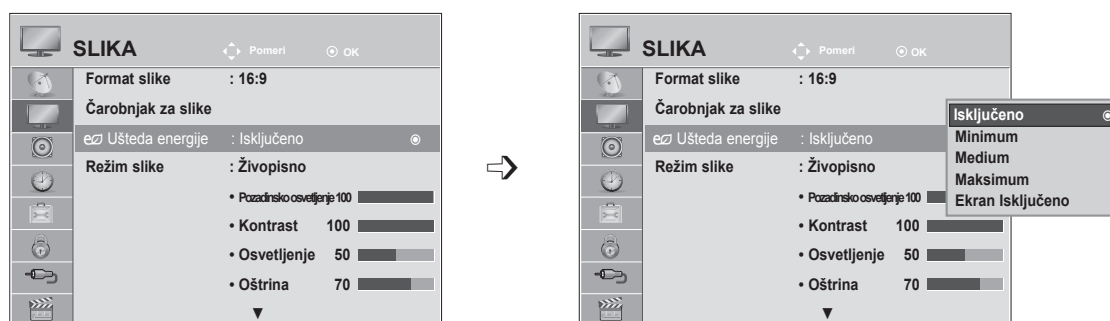 SLIKA Pomeri OK
Format slike : 16:9
Čarobnjak za slike
Ušteda energije : Isključeno
Režim slike : Živopisno
• Pozadinsko osvetljenje 100
• Kontrast 100
• Osvetljenje 50
• Oštrina 70
SLIKA Pomeri OK
Format slike : 16:9
Čarobnjak za slike
Ušteda energije : Isključeno
Režim slike : Živopisno
• Pozadinsko osvetljenje 100
• Kontrast 100
• Osvetljenje 50
• Oštrina 70
Isključeno
Minimum
Medium
Maksimum
Ekran Isključeno